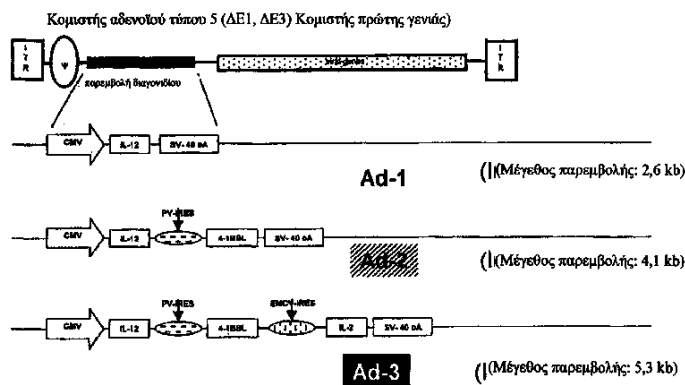 Κομιστής αδενοϊού τύπου 5 (ΔΕ1, ΔΕ3) Κομιστής πρώτης γενιάς)
ITR Ψ ITR
παρεμβολή διαγονιδίου
CMV IL-12 SV-40 pA
Ad-1 (Μέγεθος παρεμβολής: 2,6 kb)
PV-IRES
CMV IL-12 4-1BBL SV-40 pA
Ad-2 (Μέγεθος παρεμβολής: 4,1 kb)
PV-IRES EMCV-IRES
CMV IL-12 4-1BBL IL-2 SV-40 pA
Ad-3 (Μέγεθος παρεμβολής: 5,3 kb)